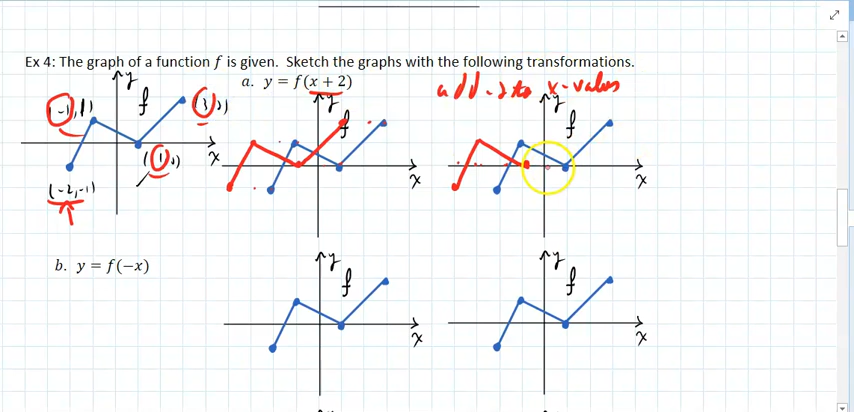 Ex 4: The graph of a function f is given. Sketch the graphs with the following transformations.
a. y = f(x + 2)
add -2 to x-values
y
f
(-1,1)
(3,2)
x
(1,0)
(-2,-1)
y
f
x
y
f
x
b. y = f(−x)
y
f
x
y
f
x